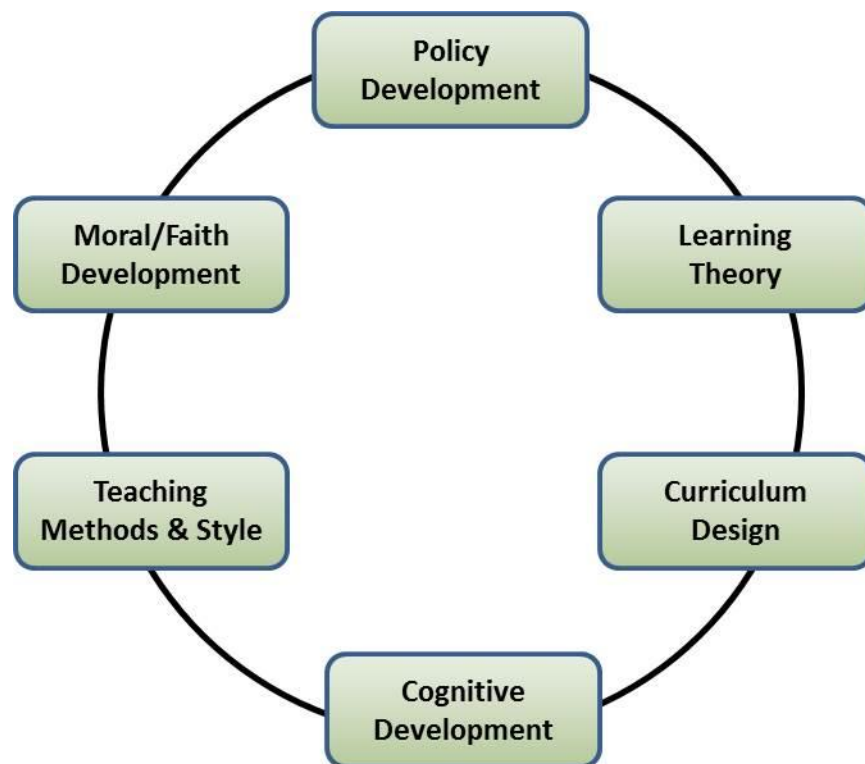 Policy
Development
Learning
Theory
Curriculum
Design
Cognitive
Development
Teaching
Methods & Style
Moral/Faith
Development